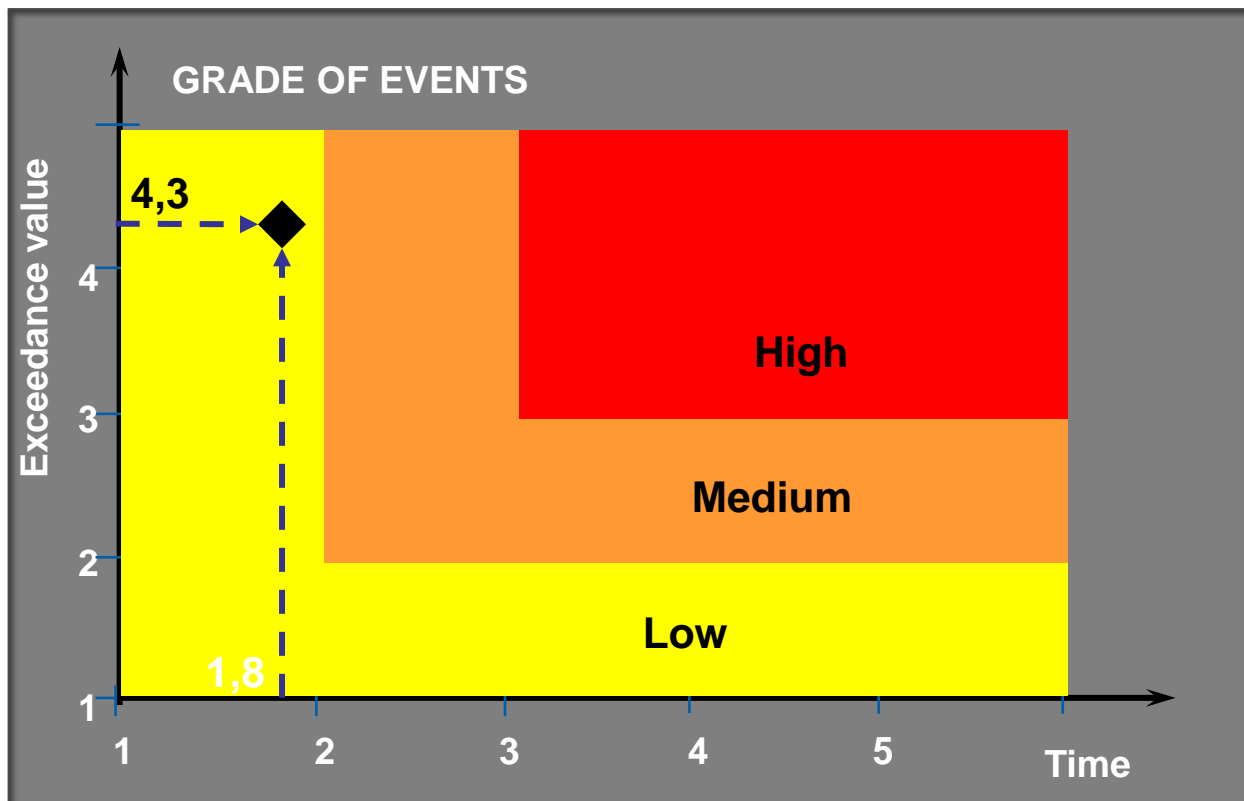 GRADE OF EVENTS
Exceedance value
4,3
4
3
High
Medium
2
Low
1,8
1
1 2 3 4 5 Time